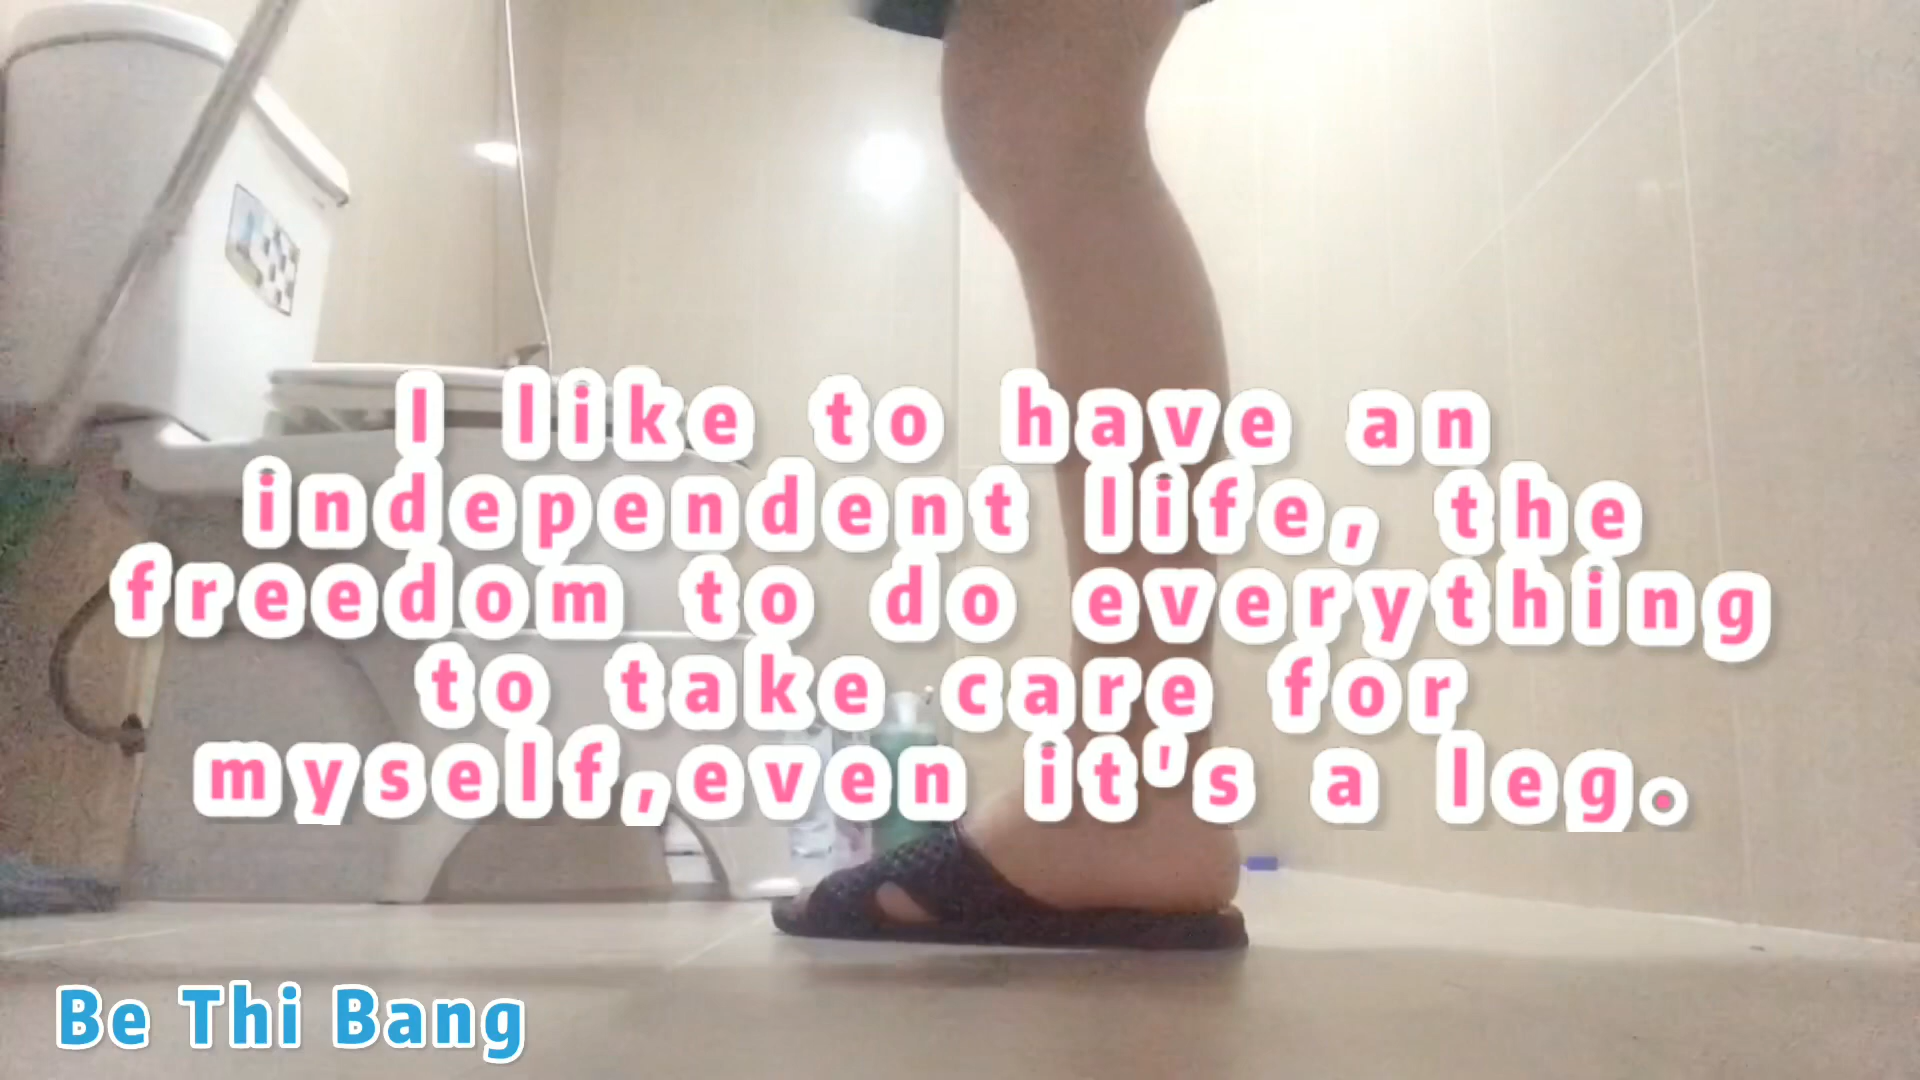 I like to have an
independent life, the
freedom to do everything
to take care for
myself,even it's a leg.
Be Thi Bang